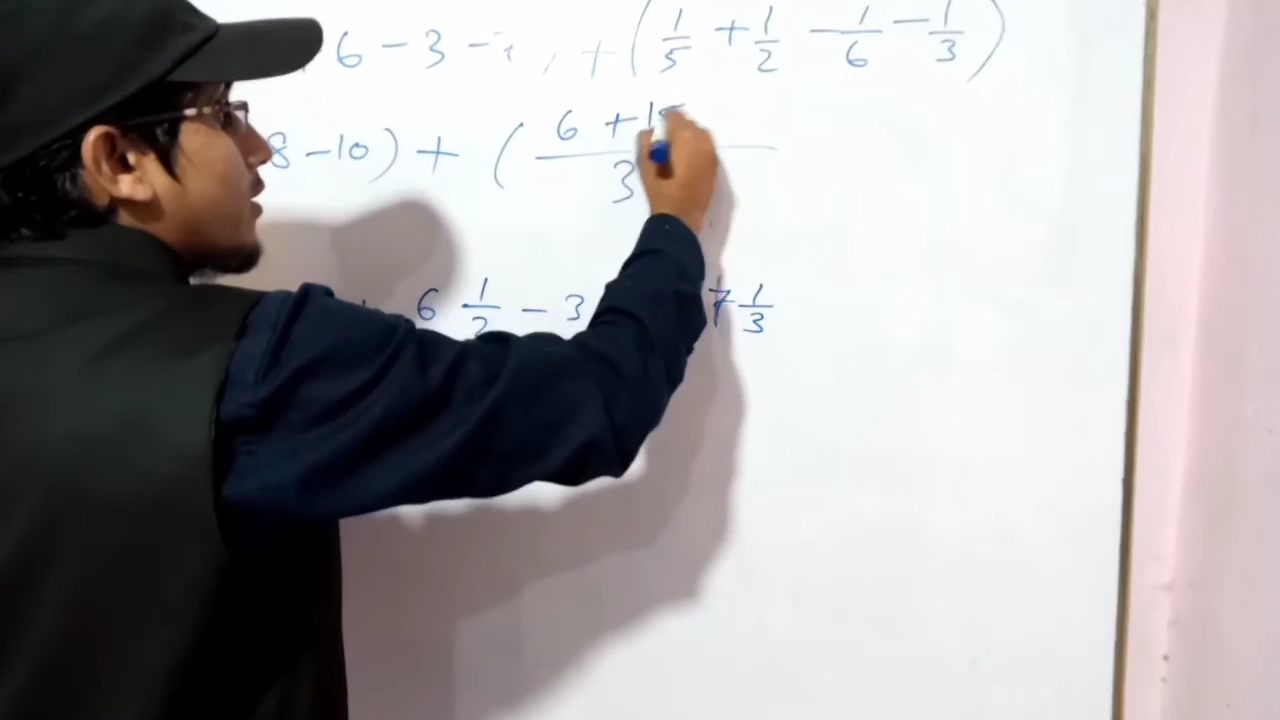 6 - 3 - 7 + (1/5 + 1/2 - 1/6 - 1/3)
8 - 10) + (6 + 15 / 3
6 1/2 - 3 7 1/3